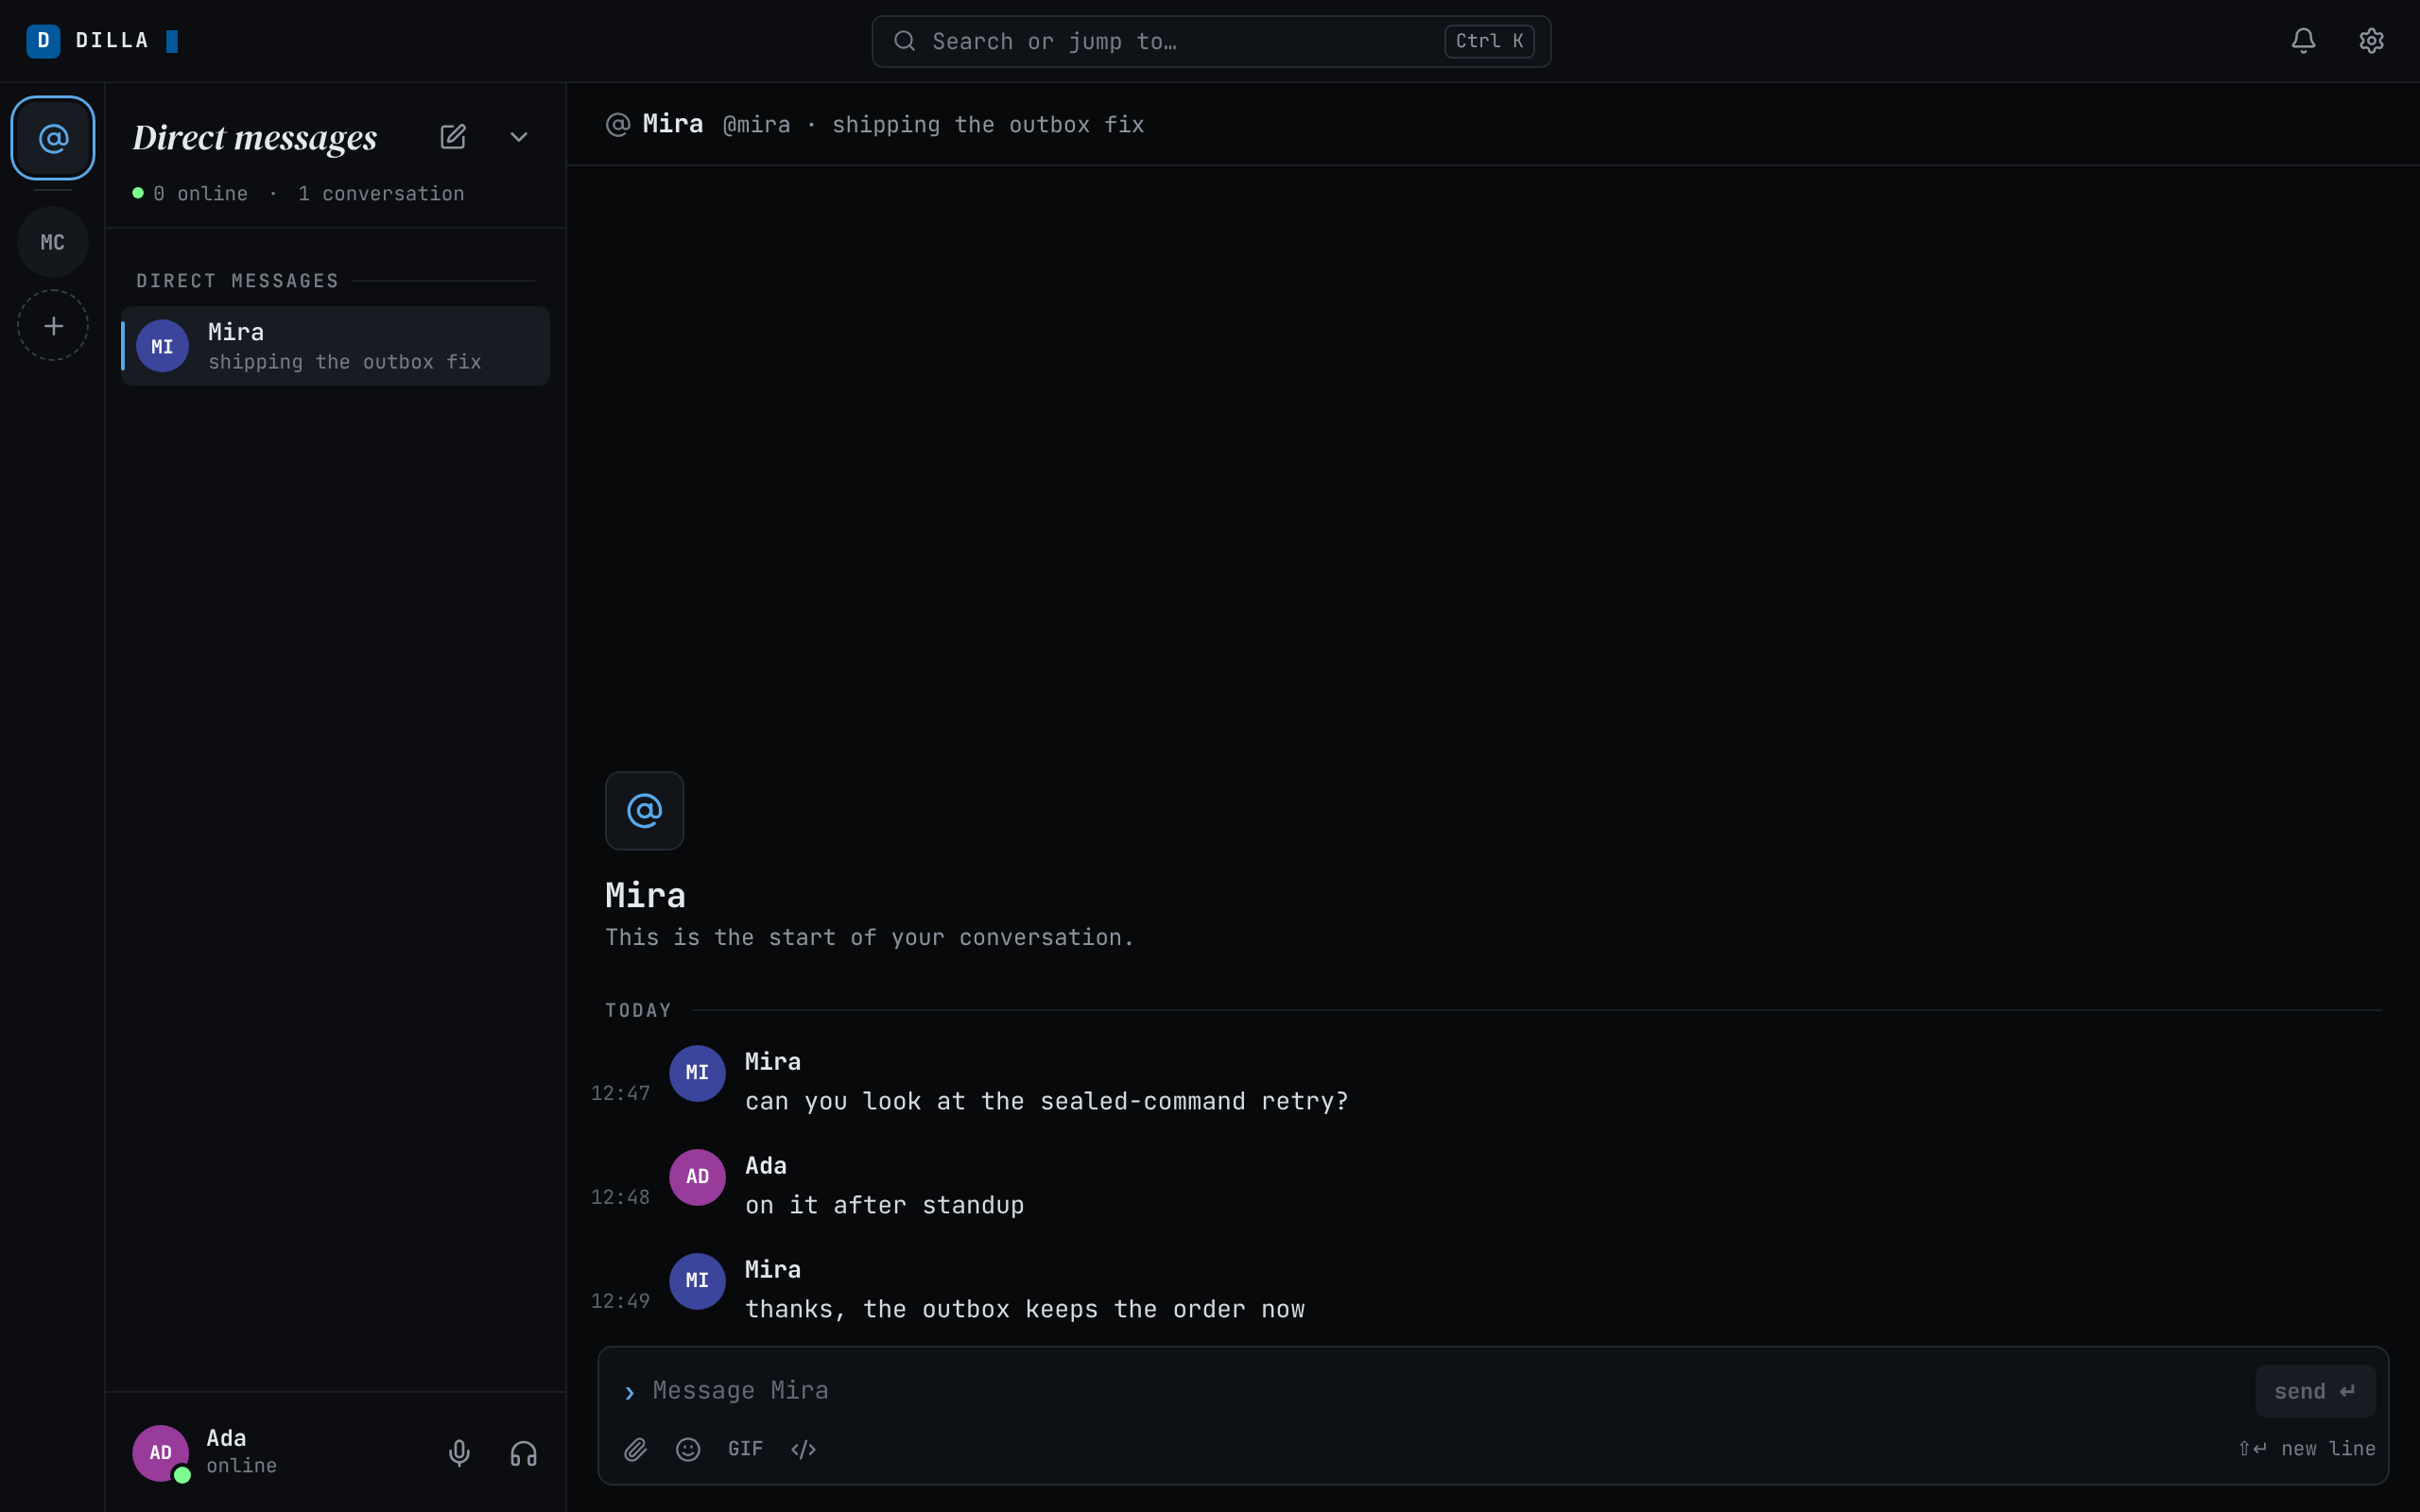 D DILLA
Search or jump to…
Ctrl K
@
MC
+
Direct messages
0 online · 1 conversation
DIRECT MESSAGES
MI
Mira
shipping the outbox fix
AD
Ada
online
@ Mira @mira · shipping the outbox fix
@
Mira
This is the start of your conversation.
TODAY
MI
Mira
12:47
can you look at the sealed-command retry?
AD
Ada
12:48
on it after standup
MI
Mira
12:49
thanks, the outbox keeps the order now
› Message Mira
send ↵
GIF </>
⇧↵ new line